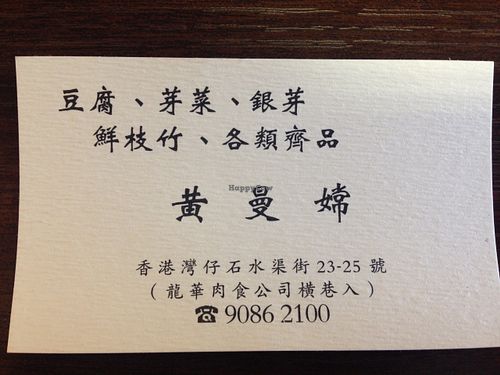 豆腐、芽菜、銀芽
鮮枝竹、各類齊品
HappyCow
黃曼嫦
香港灣仔石水渠街23-25號
(龍華肉食公司橫巷入)
☎9086 2100